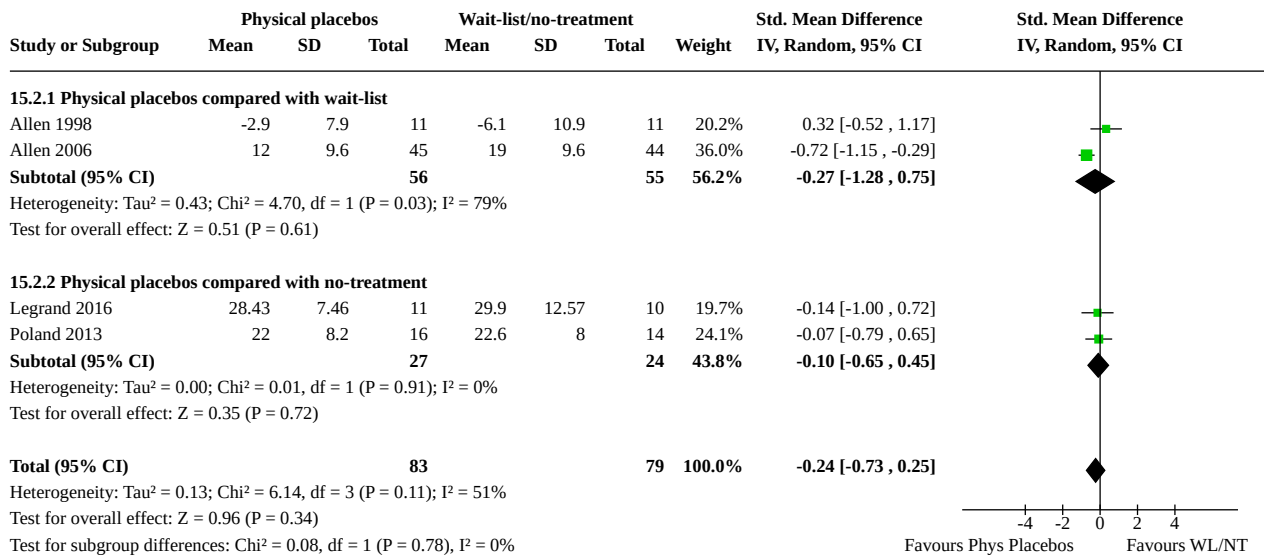 Physical placebos Wait-list/no-treatment Std. Mean Difference Std. Mean Difference
Study or Subgroup Mean SD Total Mean SD Total Weight IV, Random, 95% CI IV, Random, 95% CI
15.2.1 Physical placebos compared with wait-list
Allen 1998 -2.9 7.9 11 -6.1 10.9 11 20.2% 0.32 [-0.52 , 1.17]
Allen 2006 12 9.6 45 19 9.6 44 36.0% -0.72 [-1.15 , -0.29]
Subtotal (95% CI) 56 55 56.2% -0.27 [-1.28 , 0.75]
Heterogeneity: Tau² = 0.43; Chi² = 4.70, df = 1 (P = 0.03); I² = 79%
Test for overall effect: Z = 0.51 (P = 0.61)
15.2.2 Physical placebos compared with no-treatment
Legrand 2016 28.43 7.46 11 29.9 12.57 10 19.7% -0.14 [-1.00 , 0.72]
Poland 2013 22 8.2 16 22.6 8 14 24.1% -0.07 [-0.79 , 0.65]
Subtotal (95% CI) 27 24 43.8% -0.10 [-0.65 , 0.45]
Heterogeneity: Tau² = 0.00; Chi² = 0.01, df = 1 (P = 0.91); I² = 0%
Test for overall effect: Z = 0.35 (P = 0.72)
Total (95% CI) 83 79 100.0% -0.24 [-0.73 , 0.25]
Heterogeneity: Tau² = 0.13; Chi² = 6.14, df = 3 (P = 0.11); I² = 51%
Test for overall effect: Z = 0.96 (P = 0.34)
-4 -2 0 2 4
Test for subgroup differences: Chi² = 0.08, df = 1 (P = 0.78), I² = 0% Favours Phys Placebos Favours WL/NT